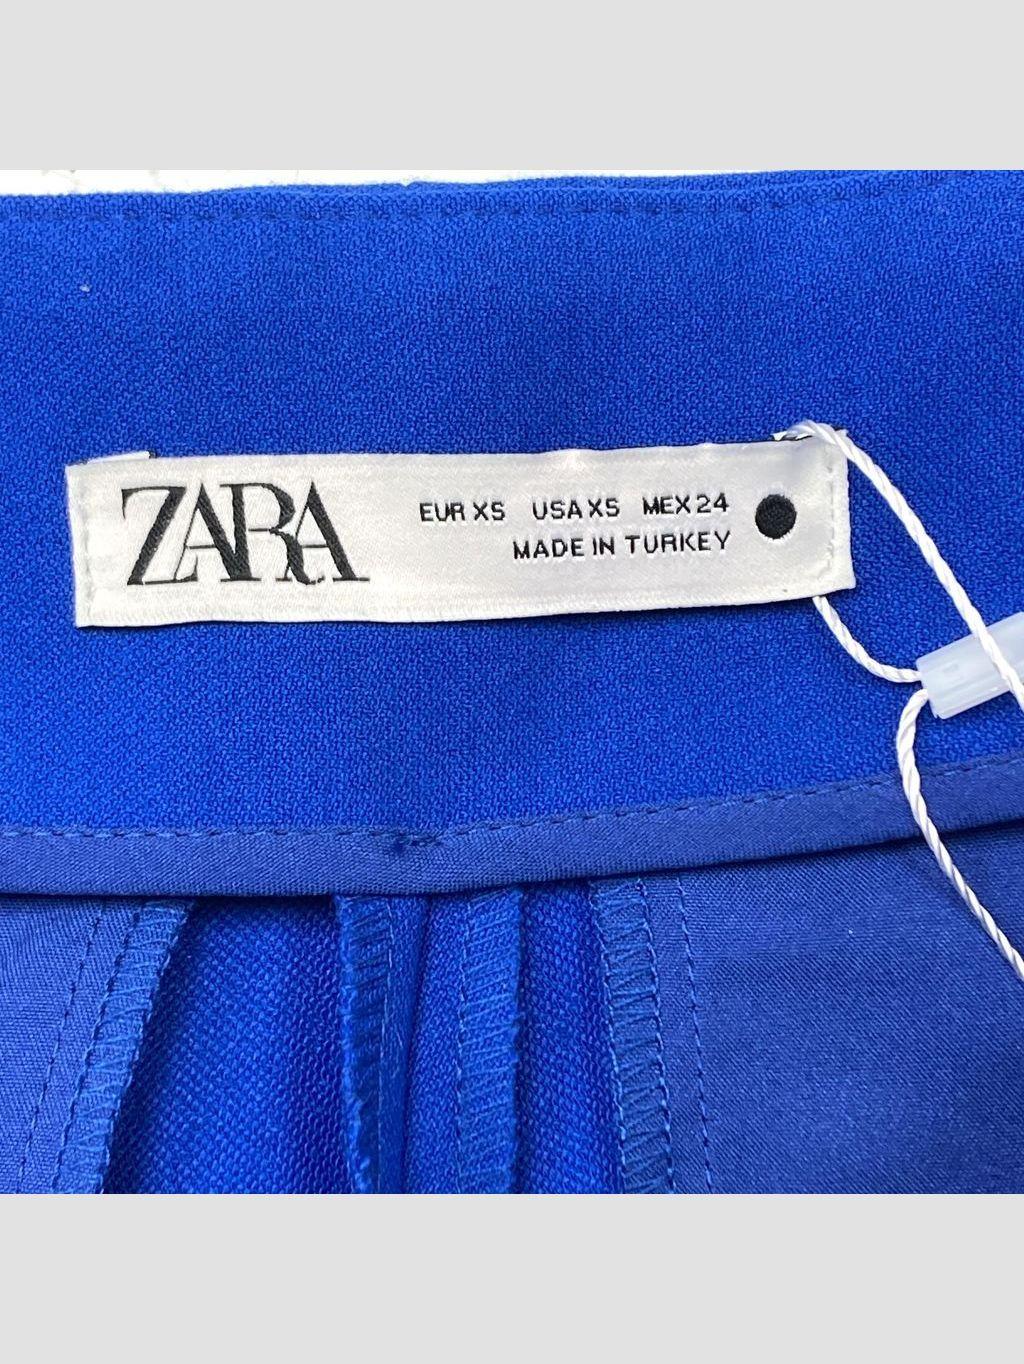 ZARA
EUR XS USA XS MEX 24
MADE IN TURKEY